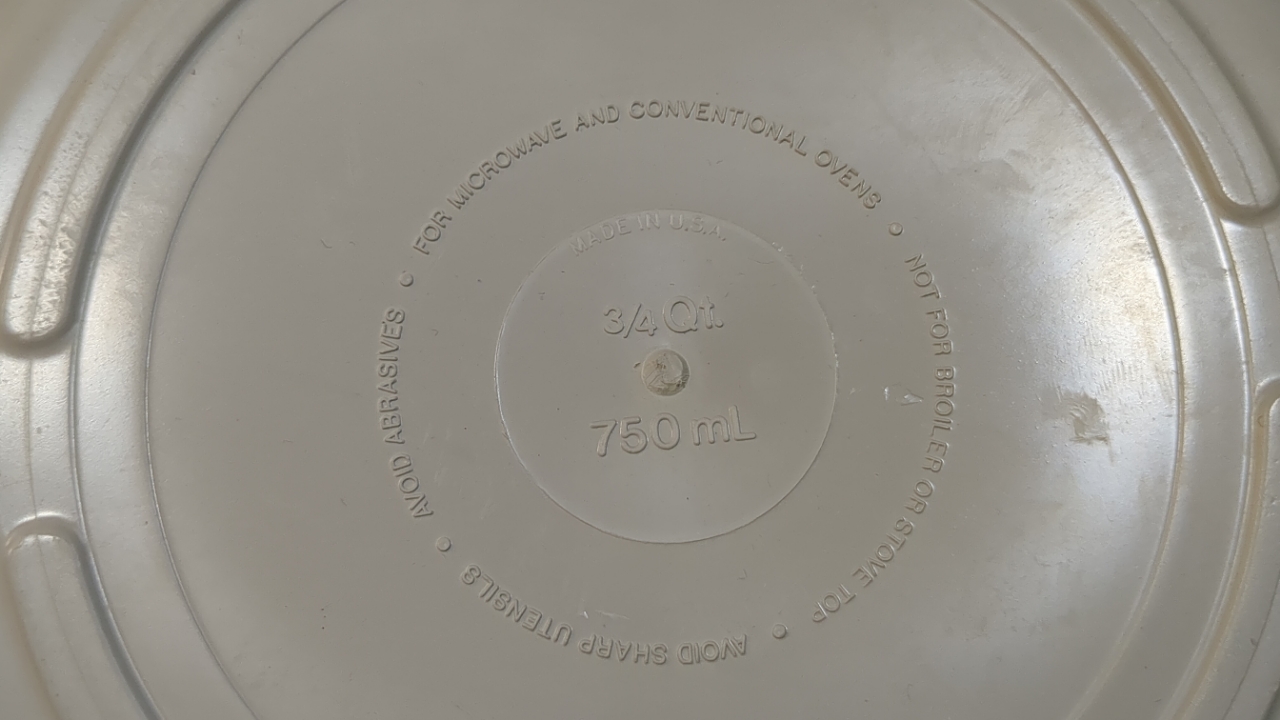 FOR MICROWAVE AND CONVENTIONAL OVENS • NOT FOR BROILER OR STOVE TOP • AVOID SHARP UTENSILS • AVOID ABRASIVES •
MADE IN U.S.A.
3/4 Qt.
750 mL